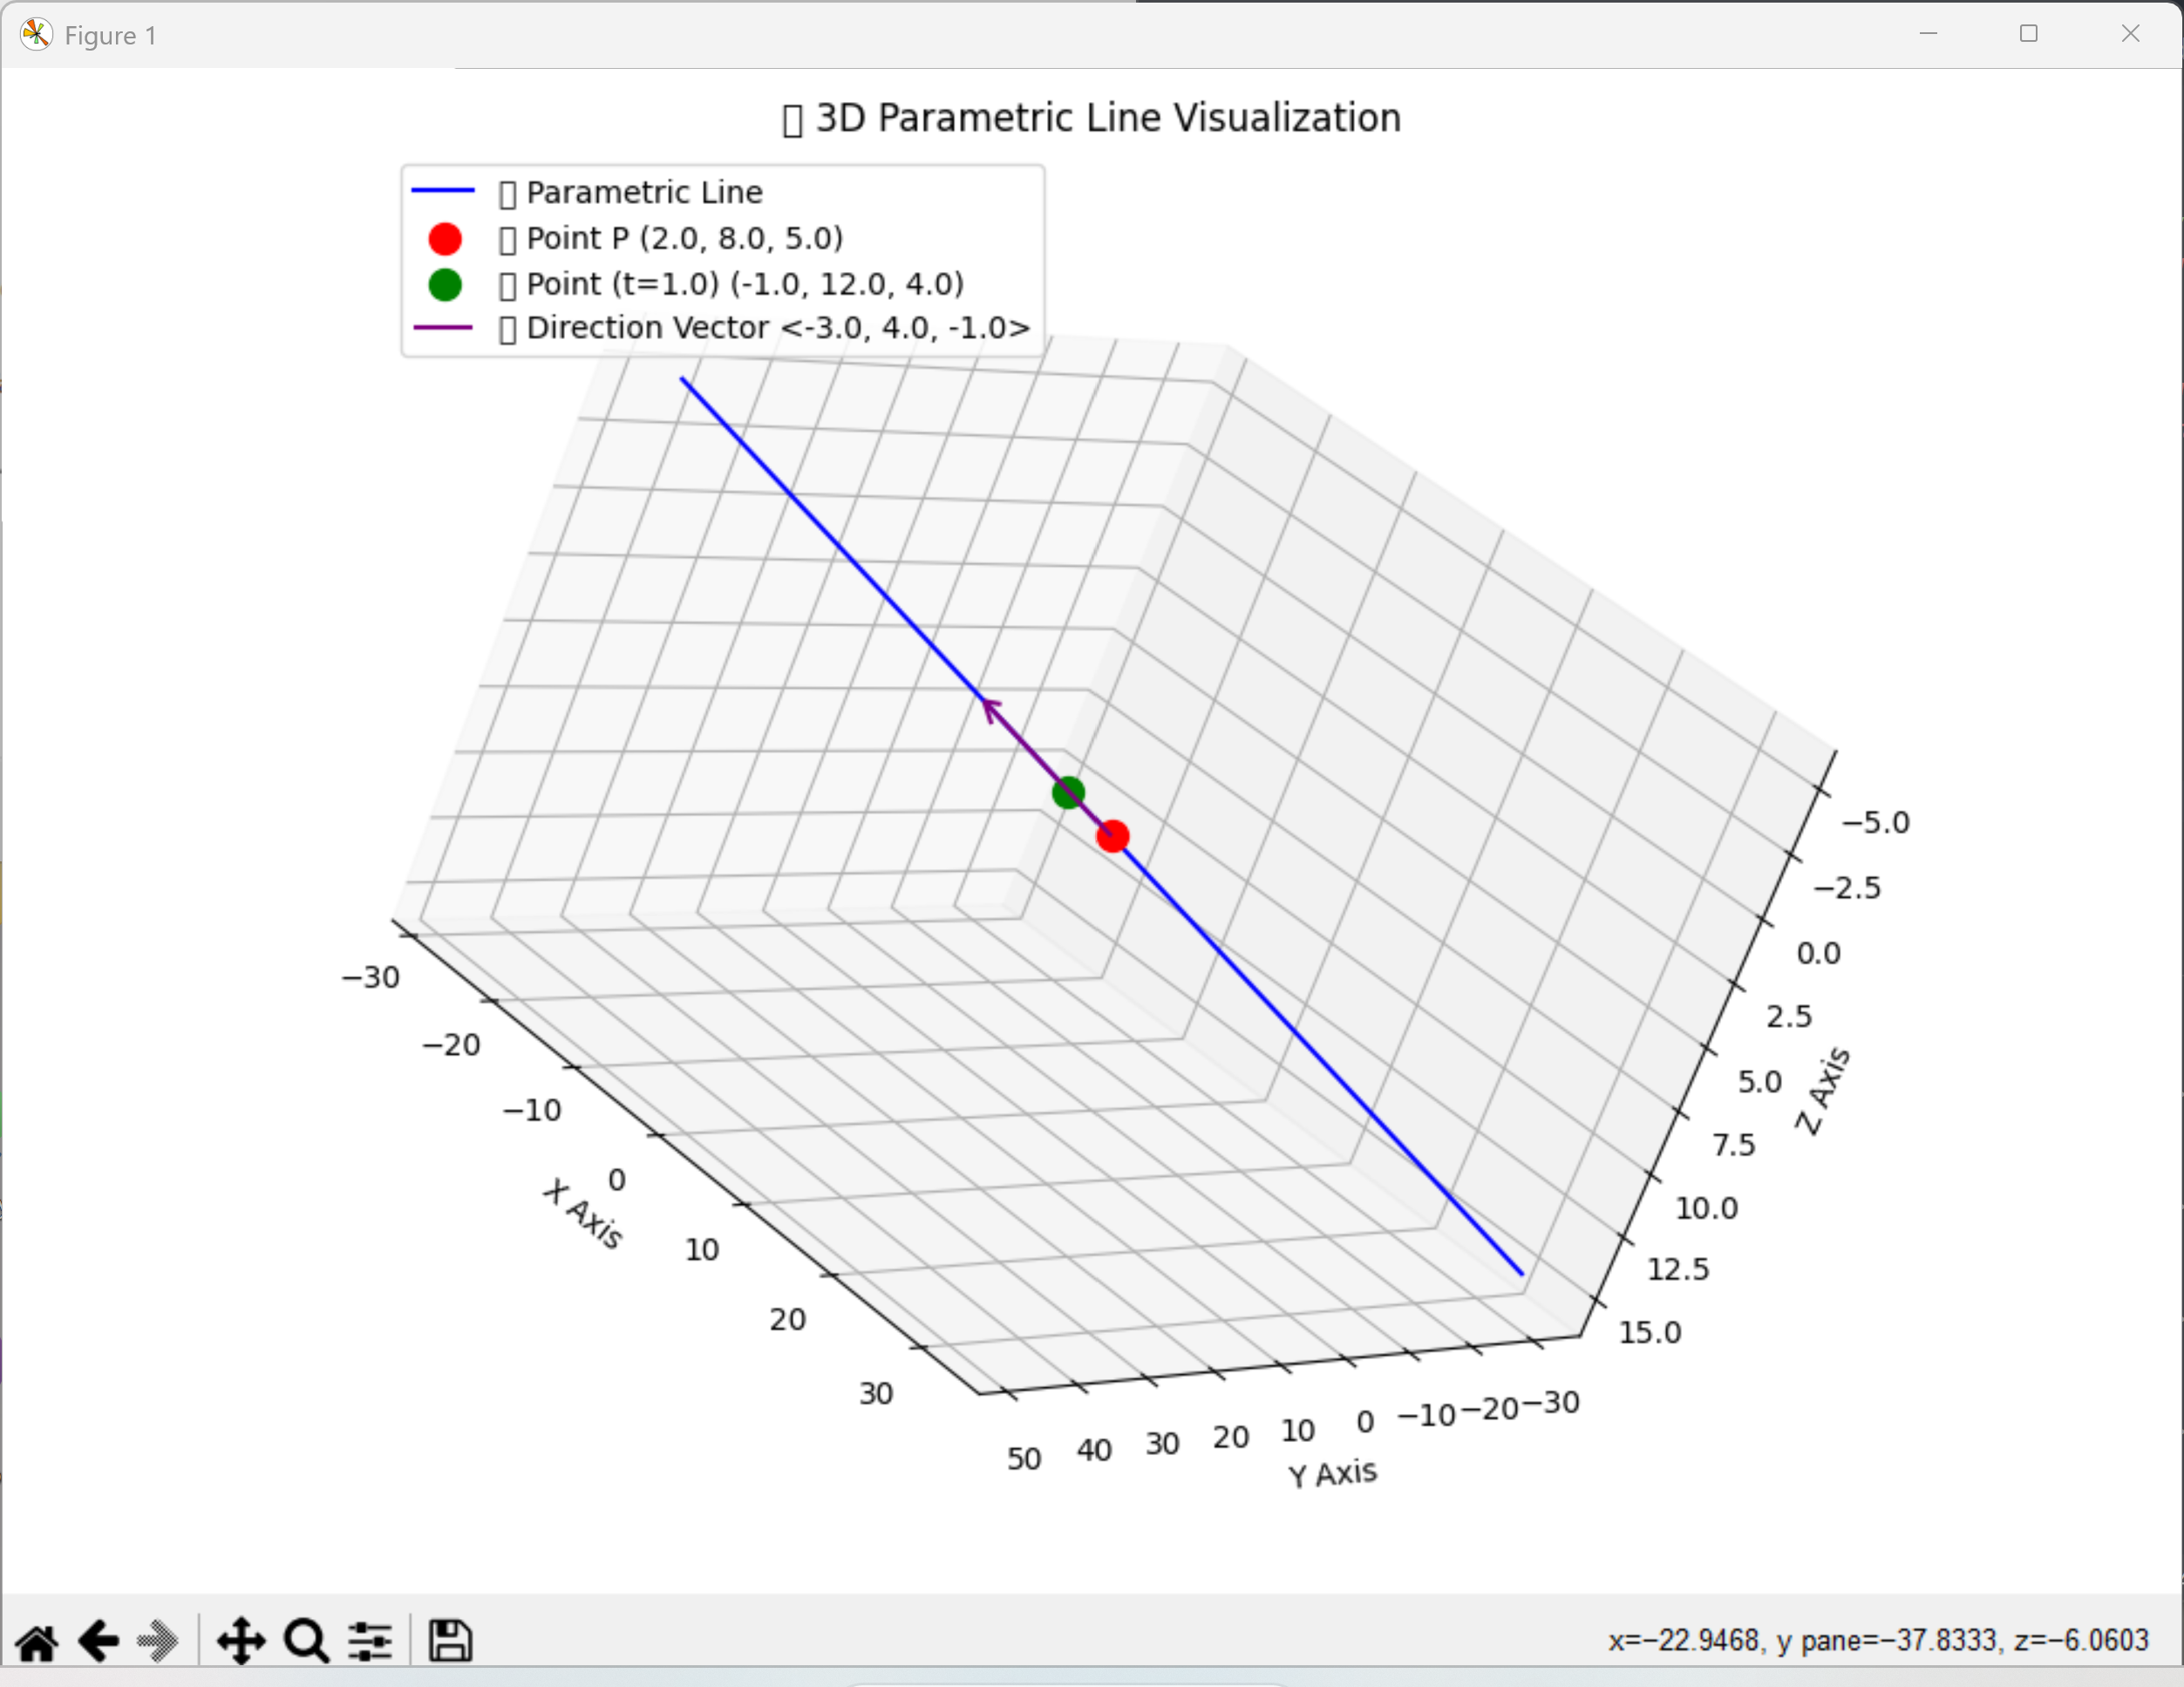 Figure 1
▯ 3D Parametric Line Visualization
▯ Parametric Line
▯ Point P (2.0, 8.0, 5.0)
▯ Point (t=1.0) (-1.0, 12.0, 4.0)
▯ Direction Vector <-3.0, 4.0, -1.0>
−5.0
−2.5
0.0
2.5
5.0
7.5
10.0
12.5
15.0
Z Axis
−30
−20
−10
0
10
20
30
X Axis
50 40 30 20 10 0 −10 −20 −30
Y Axis
x=−22.9468, y pane=−37.8333, z=−6.0603